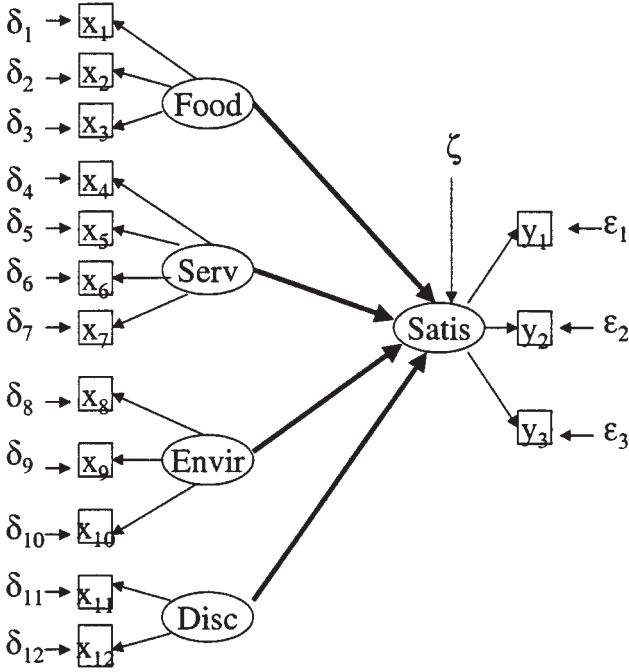 δ1 x1
δ2 x2
Food
δ3 x3
ζ
δ4 x4
δ5 x5
y1 ε1
Serv
δ6 x6
δ7 x7
Satis
y2 ε2
δ8 x8
y3 ε3
δ9 x9
Envir
δ10 x10
δ11 x11
Disc
δ12 x12